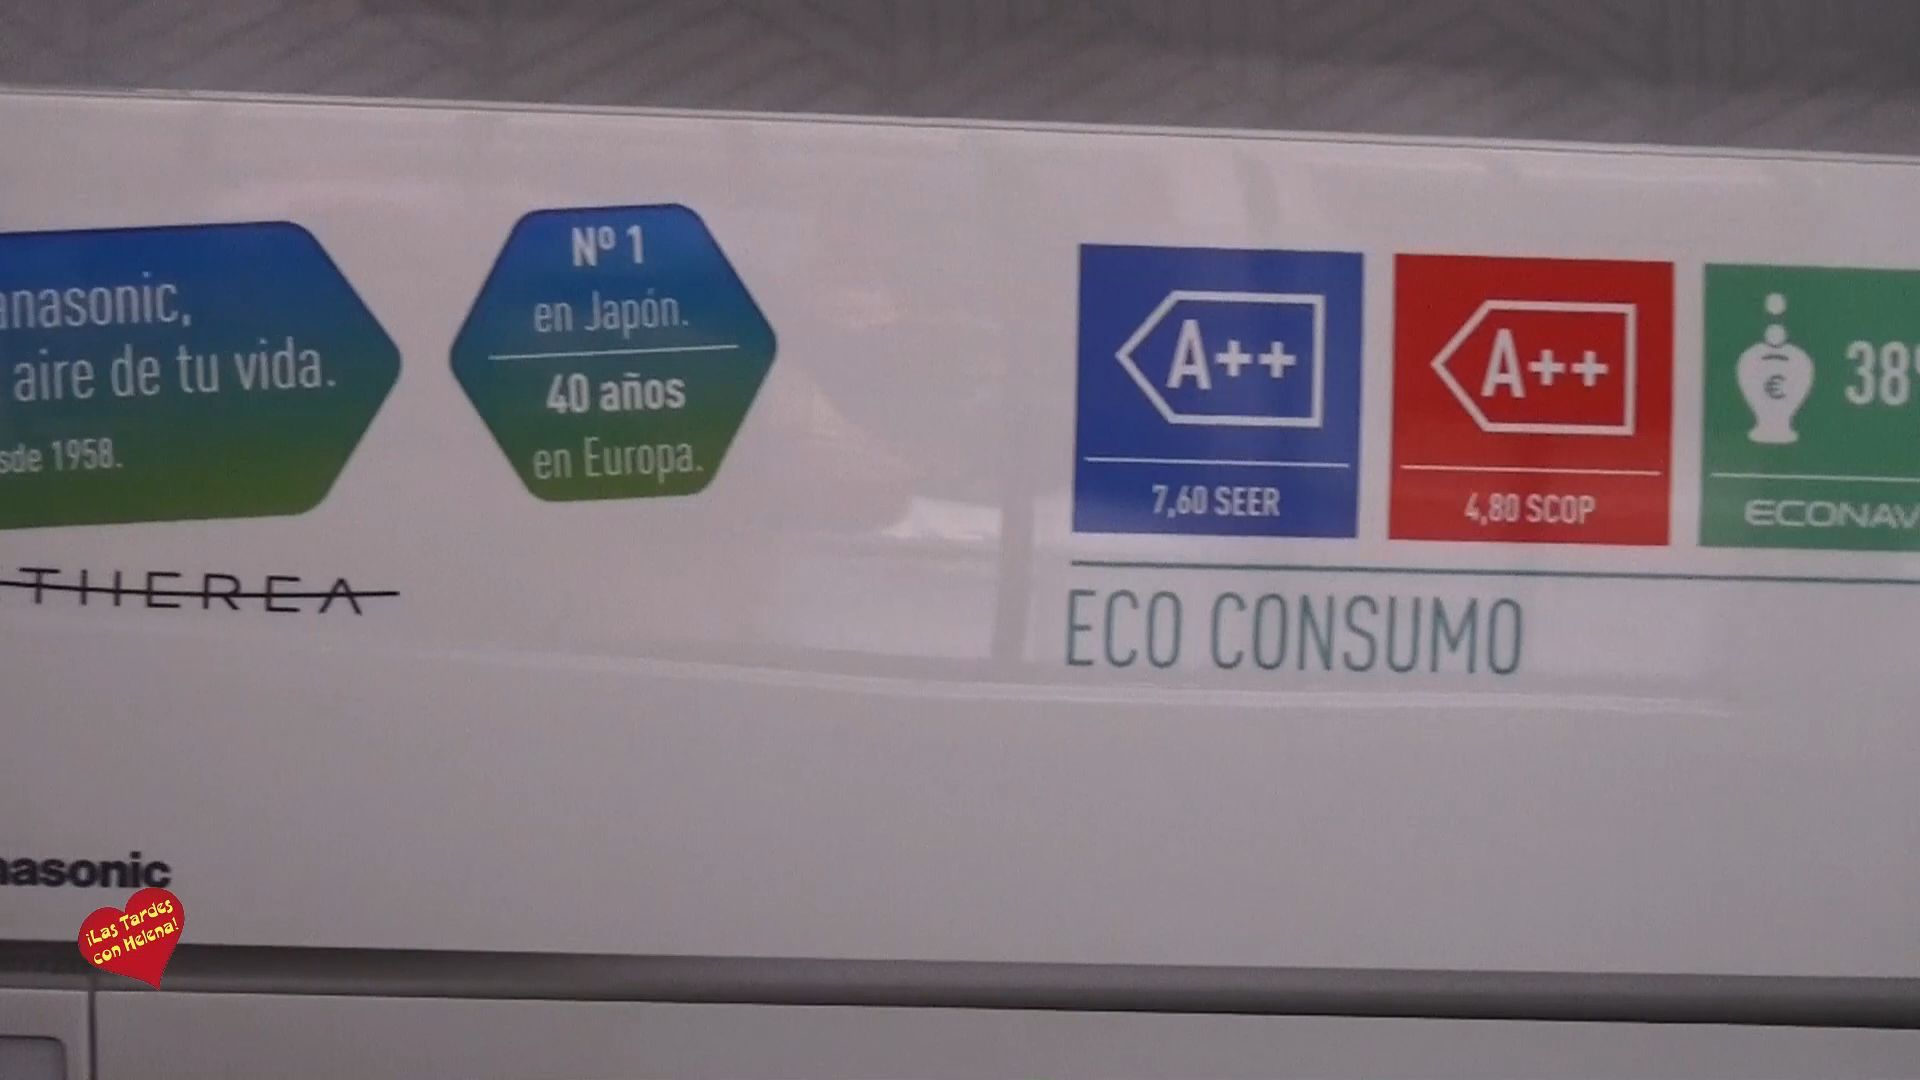 anasonic,
aire de tu vida.
sde 1958.
THEREA
Nº 1
en Japón.
40 años
en Europa.
A++
7,60 SEER
A++
4,80 SCOP
€
38
ECONAV
ECO CONSUMO
nasonic
¡Las Tardes
con Helena!